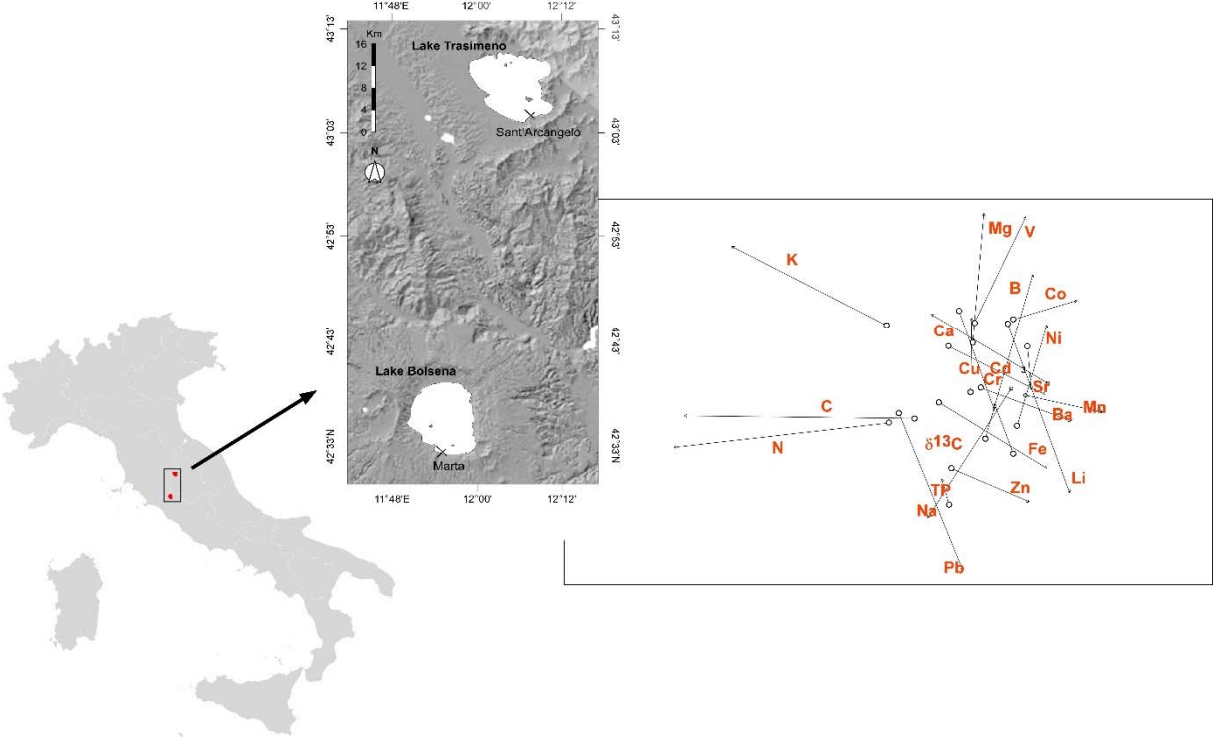 11°48'E 12°00' 12°12'
43°13' 43°13'
Km
16
12
8
4
0
N
Lake Trasimeno
Sant'Arcangelo
43°03' 43°03'
42°53' 42°53'
42°43' 42°43'
Lake Bolsena
Marta
42°33'N 42°33'N
11°48'E 12°00' 12°12'
Mg V
K
B Co
Ca Ni
Cu Cd
Cr Sr
C Ba Mn
N δ13C Fe
Li
TP Zn
Na
Pb